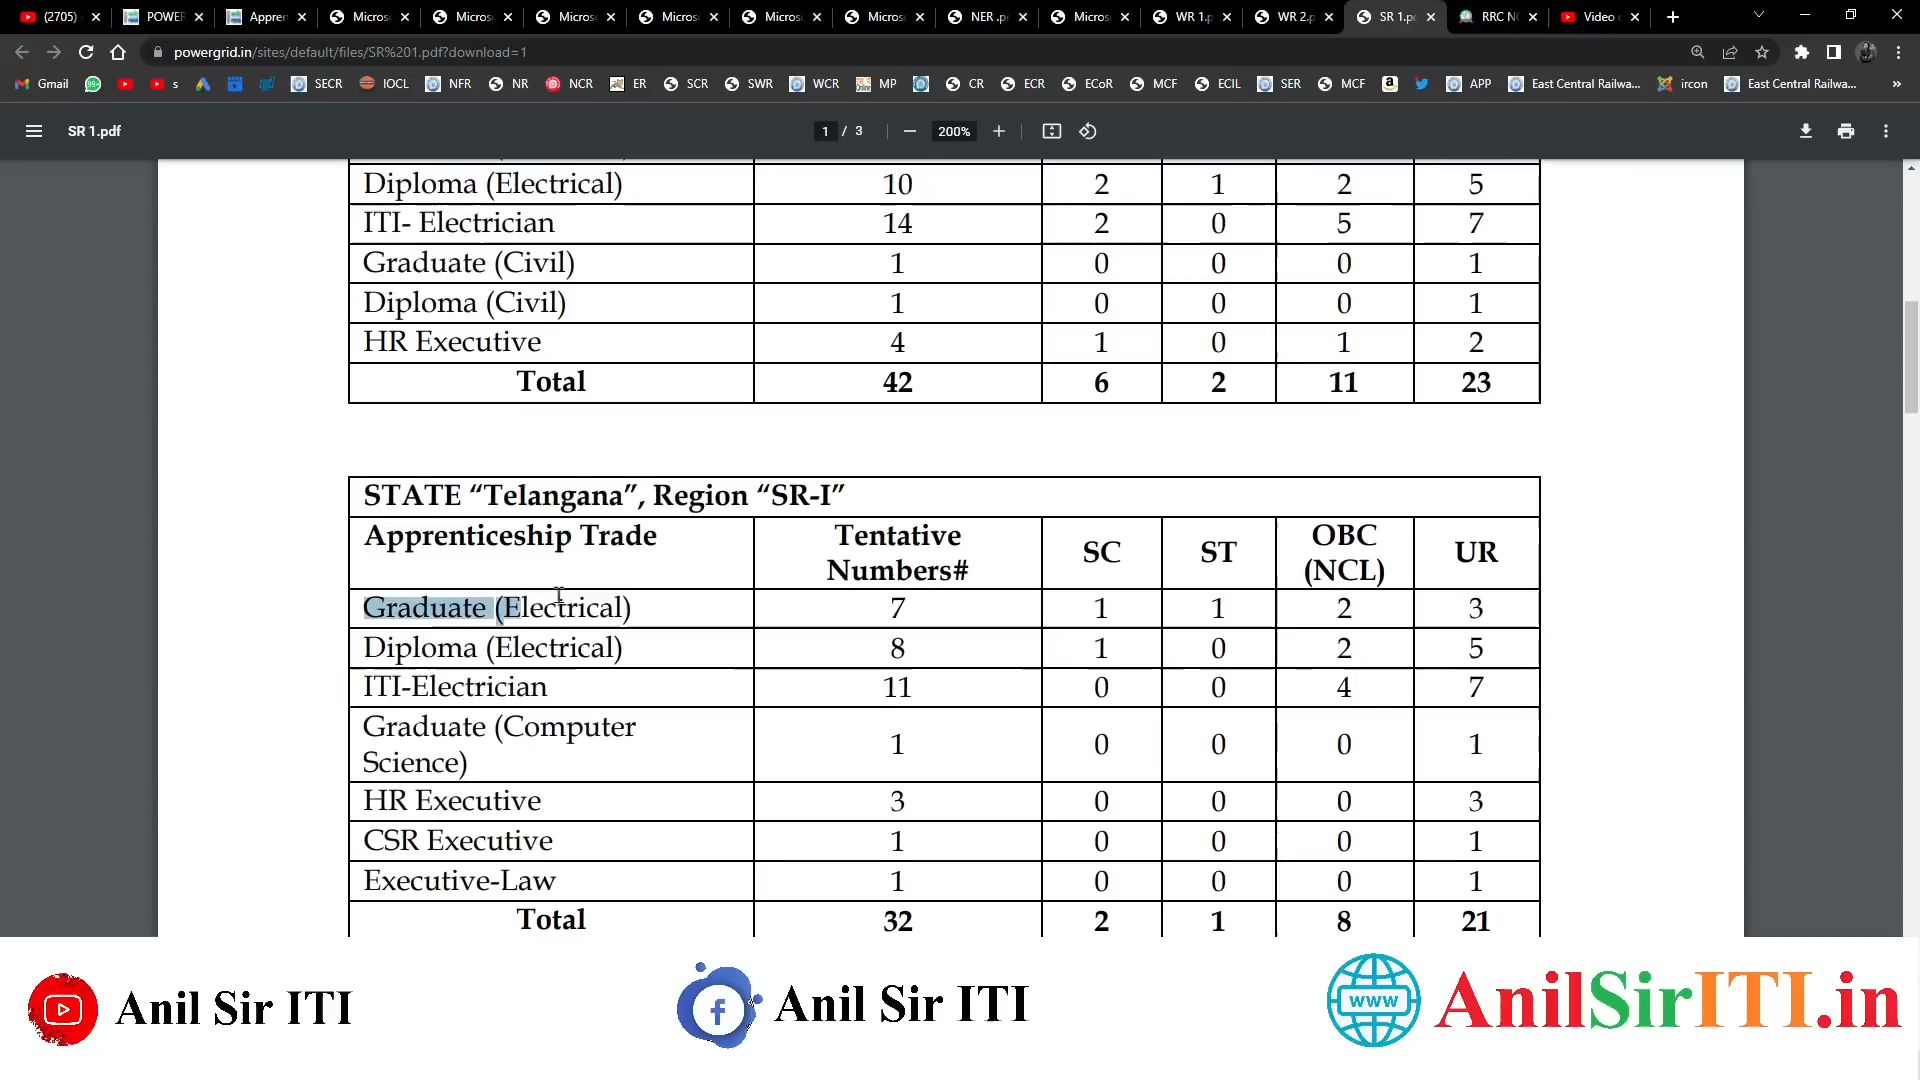 (2705)
POWER
Appren
Micros
Micros
Micros
Micros
Micros
Micros
NER .p
Micros
WR 1.p
WR 2.p
SR 1.p
RRC N
Video
powergrid.in/sites/default/files/SR%201.pdf?download=1
Gmail
99+
s
SECR
IOCL
NFR
NR
NCR
ER
SCR
SWR
WCR
MP
CR
ECR
ECoR
MCF
ECIL
SER
MCF
APP
East Central Railwa...
ircon
East Central Railwa...
»
SR 1.pdf
1 / 3
200%
Diploma (Electrical) 10 2 1 2 5
ITI- Electrician 14 2 0 5 7
Graduate (Civil) 1 0 0 0 1
Diploma (Civil) 1 0 0 0 1
HR Executive 4 1 0 1 2
Total 42 6 2 11 23
STATE “Telangana”, Region “SR-I”
Apprenticeship Trade Tentative Numbers# SC ST OBC (NCL) UR
Graduate (Electrical) 7 1 1 2 3
Diploma (Electrical) 8 1 0 2 5
ITI-Electrician 11 0 0 4 7
Graduate (Computer
Science) 1 0 0 0 1
HR Executive 3 0 0 0 3
CSR Executive 1 0 0 0 1
Executive-Law 1 0 0 0 1
Total 32 2 1 8 21
Anil Sir ITI
f
Anil Sir ITI
www
AnilSirITI.in